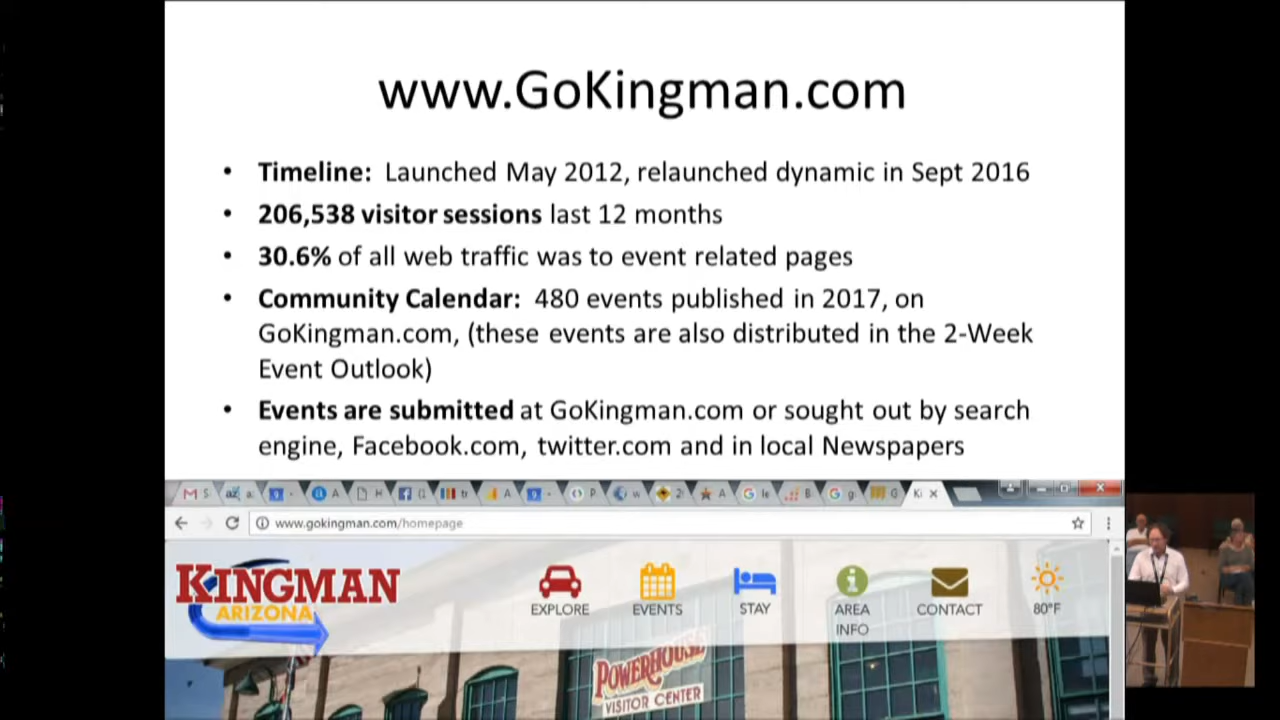 www.GoKingman.com
• Timeline: Launched May 2012, relaunched dynamic in Sept 2016
• 206,538 visitor sessions last 12 months
• 30.6% of all web traffic was to event related pages
• Community Calendar: 480 events published in 2017, on
GoKingman.com, (these events are also distributed in the 2-Week
Event Outlook)
• Events are submitted at GoKingman.com or sought out by search
engine, Facebook.com, twitter.com and in local Newspapers
www.gokingman.com/homepage
KINGMAN
ARIZONA
EXPLORE
EVENTS
STAY
AREA
INFO
CONTACT
80°F
POWERHOUSE
VISITOR CENTER